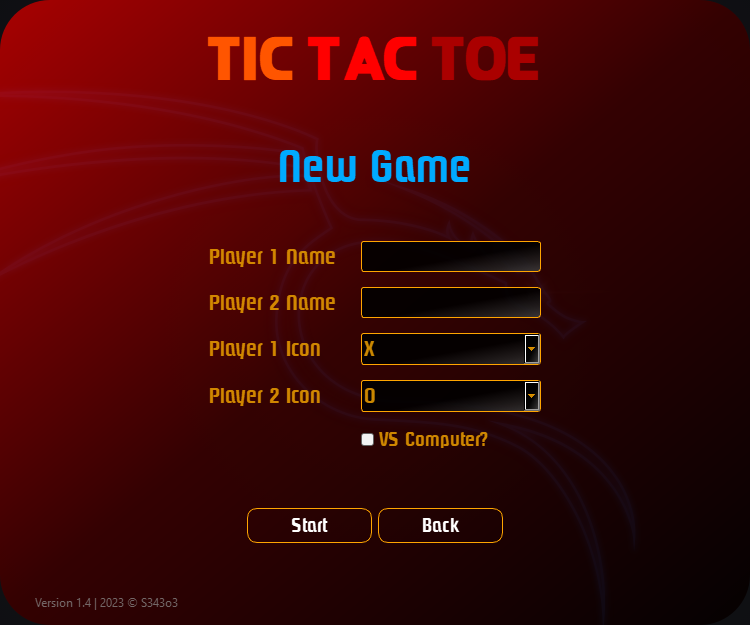 TIC TAC TOE
New Game
Player 1 Name
Player 2 Name
Player 1 Icon X
Player 2 Icon O
VS Computer?
Start Back
Version 1.4 | 2023 © S343o3